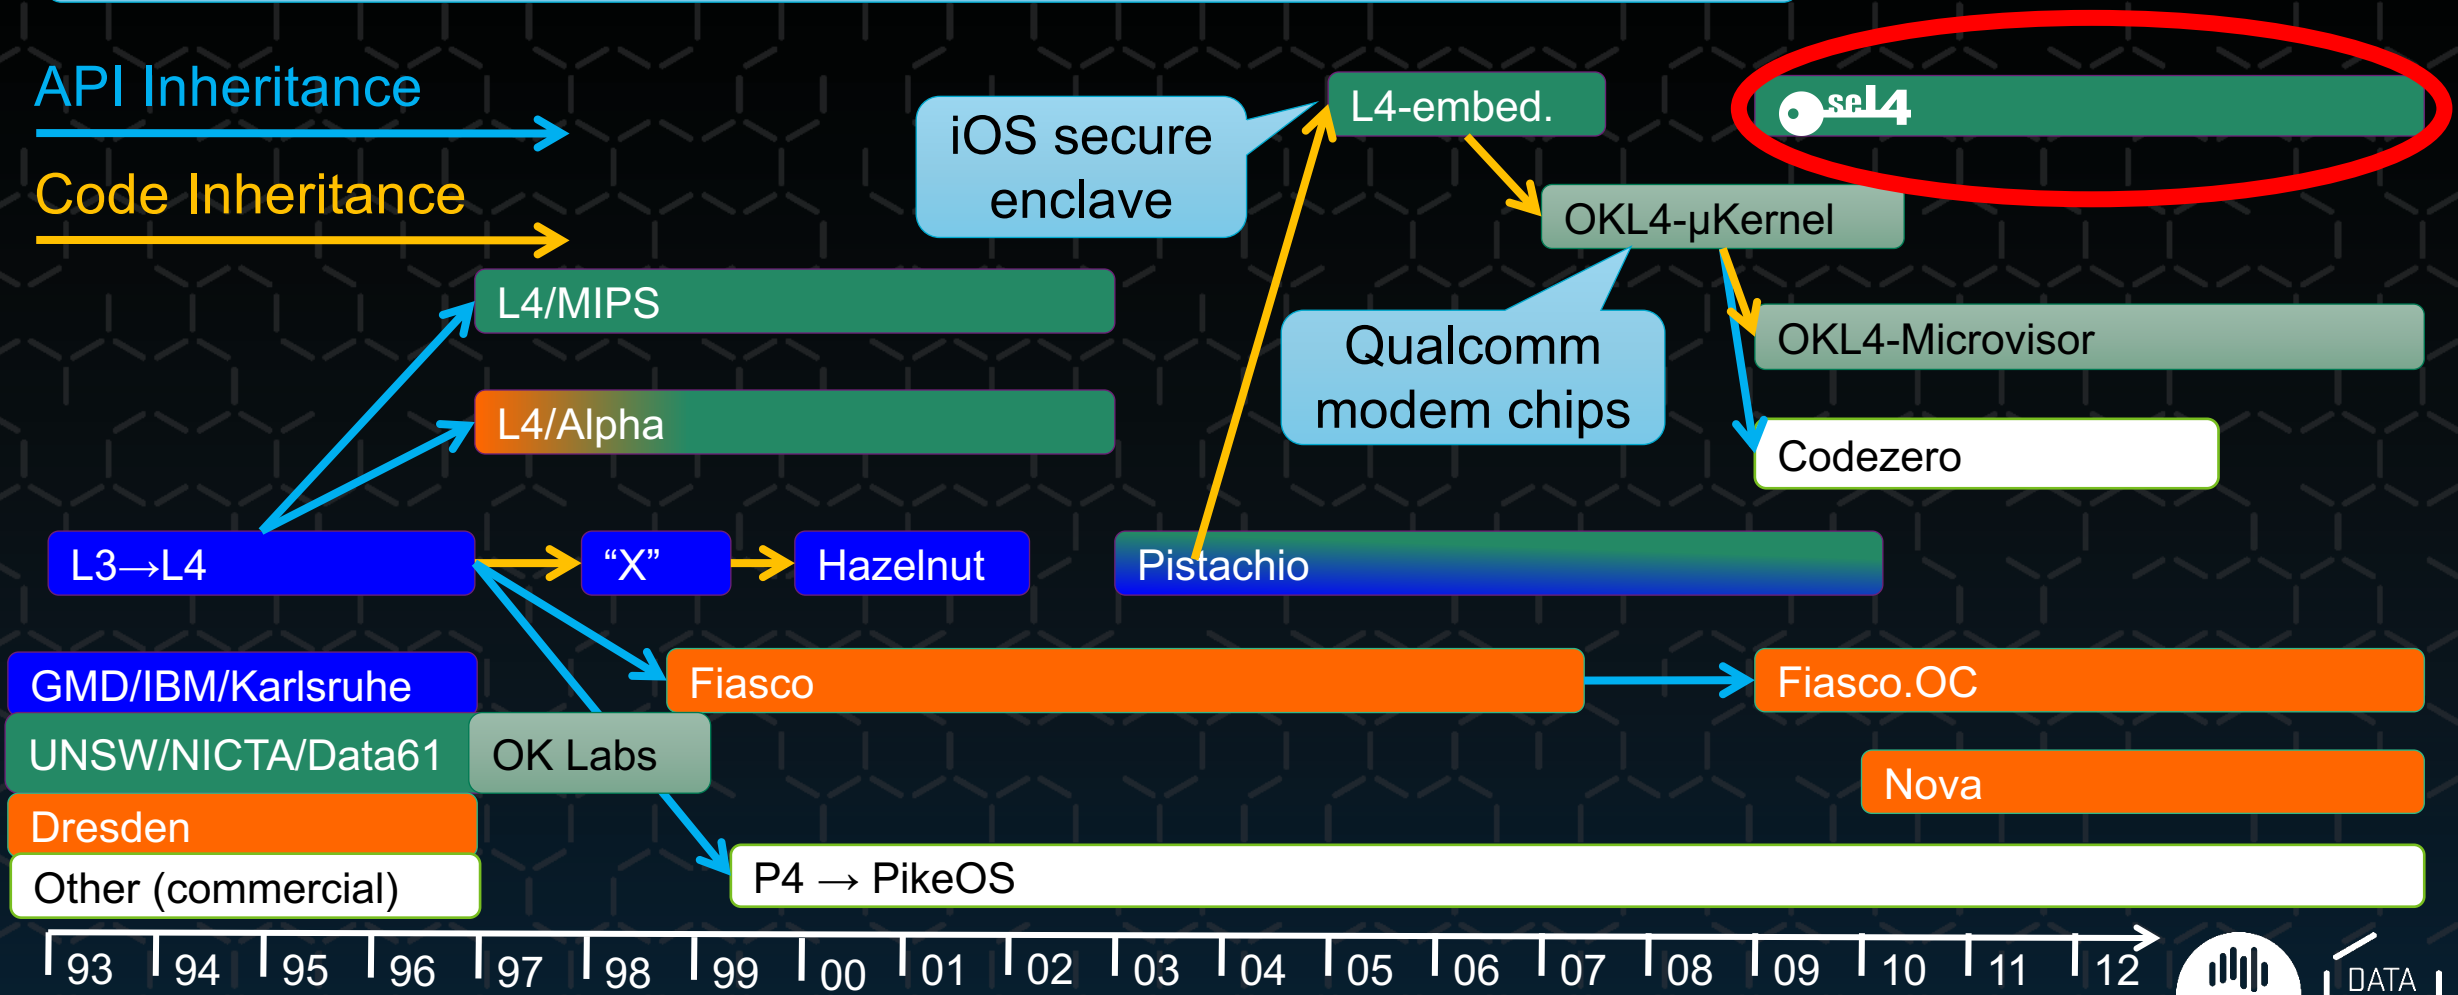 API Inheritance
Code Inheritance
iOS secure
enclave
L4-embed.
seL4
OKL4-µKernel
L4/MIPS
Qualcomm
modem chips
OKL4-Microvisor
L4/Alpha
Codezero
L3→L4
“X”
Hazelnut
Pistachio
GMD/IBM/Karlsruhe
Fiasco
Fiasco.OC
UNSW/NICTA/Data61
OK Labs
Nova
Dresden
Other (commercial)
P4 → PikeOS
93 94 95 96 97 98 99 00 01 02 03 04 05 06 07 08 09 10 11 12
DATA